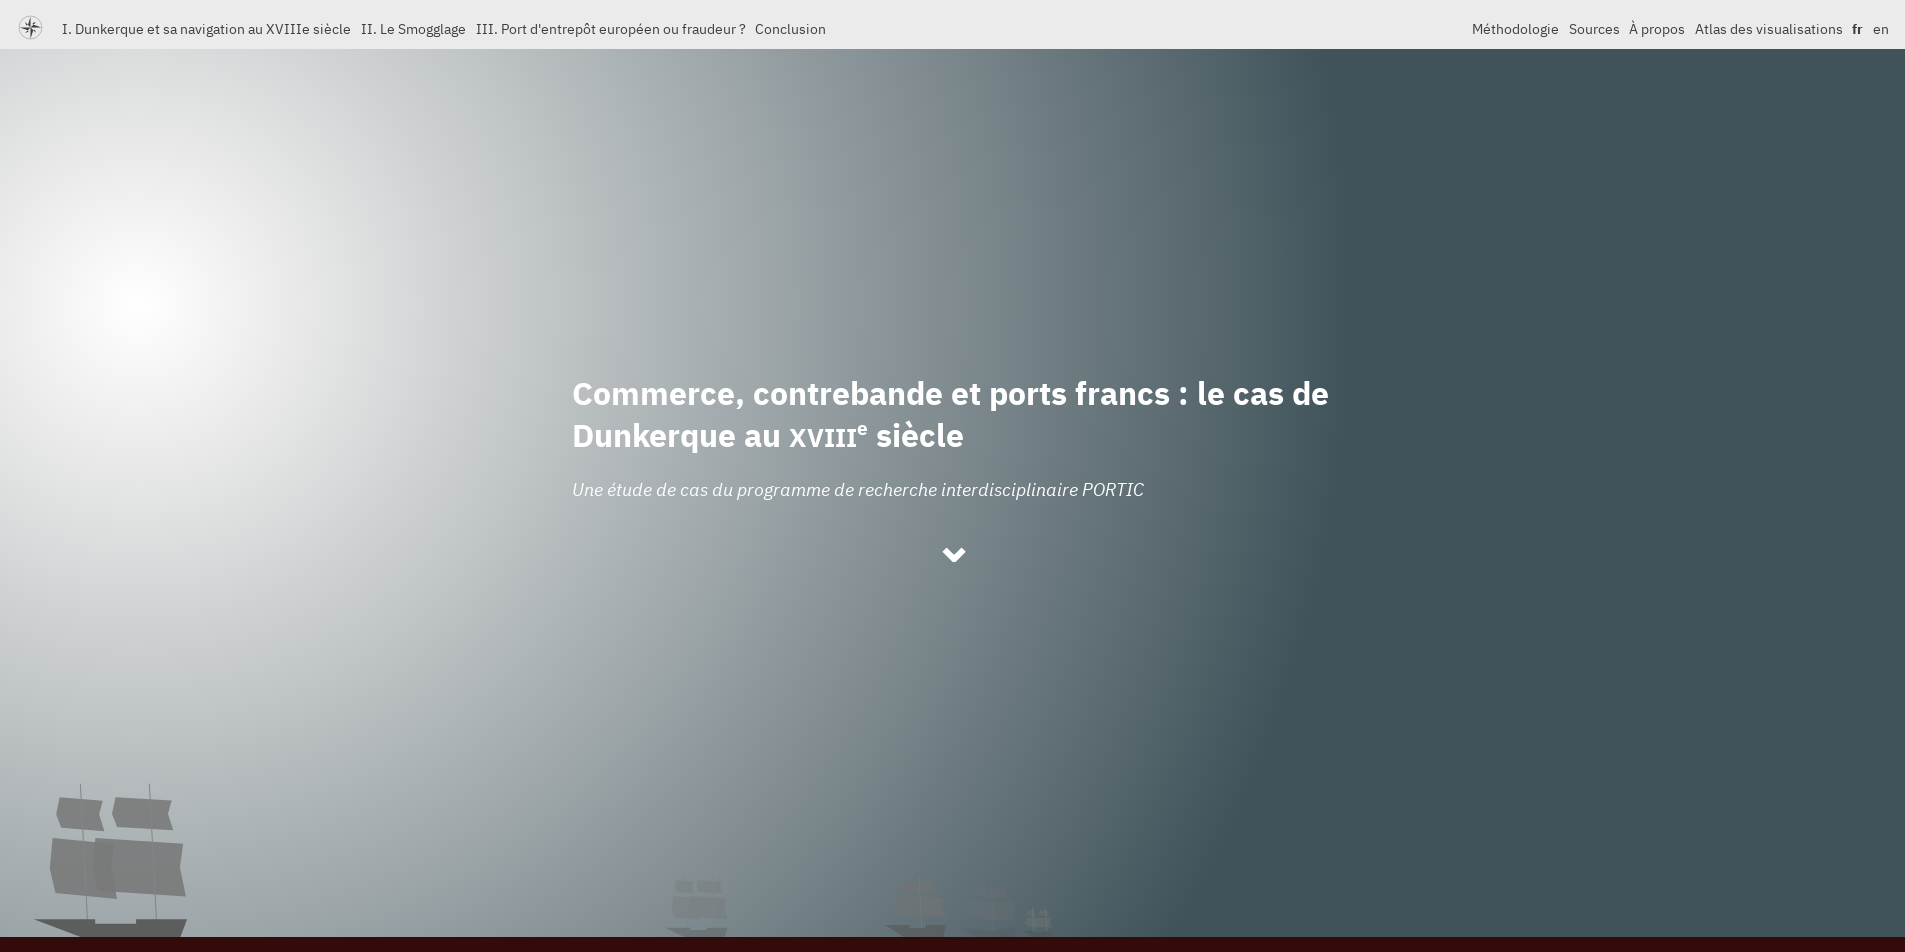 I. Dunkerque et sa navigation au XVIIIe siècle II. Le Smogglage III. Port d'entrepôt européen ou fraudeur ? Conclusion Méthodologie Sources À propos Atlas des visualisations fr en
Commerce, contrebande et ports francs : le cas de
Dunkerque au XVIIIe siècle
Une étude de cas du programme de recherche interdisciplinaire PORTIC